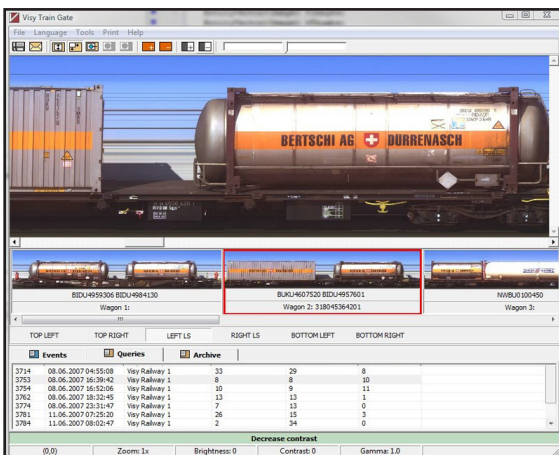 Visy Train Gate
File Language Tools Print Help
BERTSCHI AG DÜRRENÄSCH
BIDU4959306 BIDU4984130
Wagon 1:
BUKU4607520 BIDU4957601
Wagon 2: 318045364201
NWBU0100450
Wagon 3:
TOP LEFT TOP RIGHT LEFT LS RIGHT LS BOTTOM LEFT BOTTOM RIGHT
Events Queries Archive
3714 08.06.2007 04:55:08 Visy Railway 1 33 29 8
3753 08.06.2007 16:39:42 Visy Railway 1 8 8 10
3754 08.06.2007 16:52:06 Visy Railway 1 10 9 11
3762 08.06.2007 18:32:45 Visy Railway 1 13 13 1
3774 08.06.2007 23:31:47 Visy Railway 1 7 13 0
3781 11.06.2007 07:25:20 Visy Railway 1 26 15 3
3784 11.06.2007 08:02:47 Visy Railway 1 2 34 0
Decrease contrast
(0,0) Zoom: 1x Brightness: 0 Contrast: 0 Gamma: 1.0